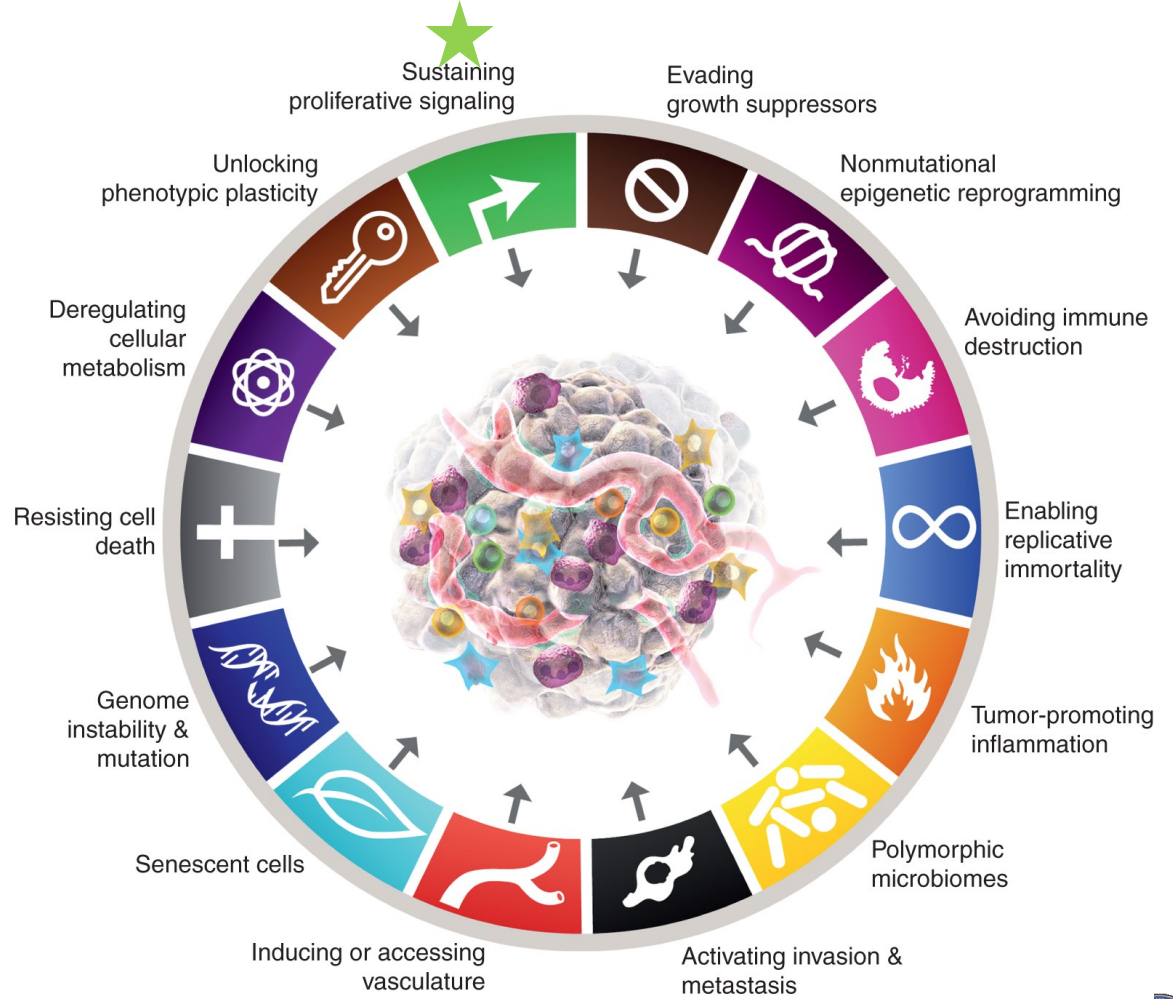 Sustaining
proliferative signaling
Evading
growth suppressors
Nonmutational
epigenetic reprogramming
Avoiding immune
destruction
Enabling
replicative
immortality
Tumor-promoting
inflammation
Polymorphic
microbiomes
Activating invasion &
metastasis
Inducing or accessing
vasculature
Senescent cells
Genome
instability &
mutation
Resisting cell
death
Deregulating
cellular
metabolism
Unlocking
phenotypic plasticity